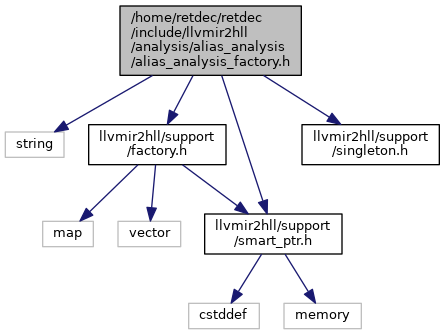 /home/retdec/retdec
/include/llvmir2hll
/analysis/alias_analysis
/alias_analysis_factory.h
string
llvmir2hll/support
/factory.h
llvmir2hll/support
/singleton.h
map
vector
llvmir2hll/support
/smart_ptr.h
cstddef
memory